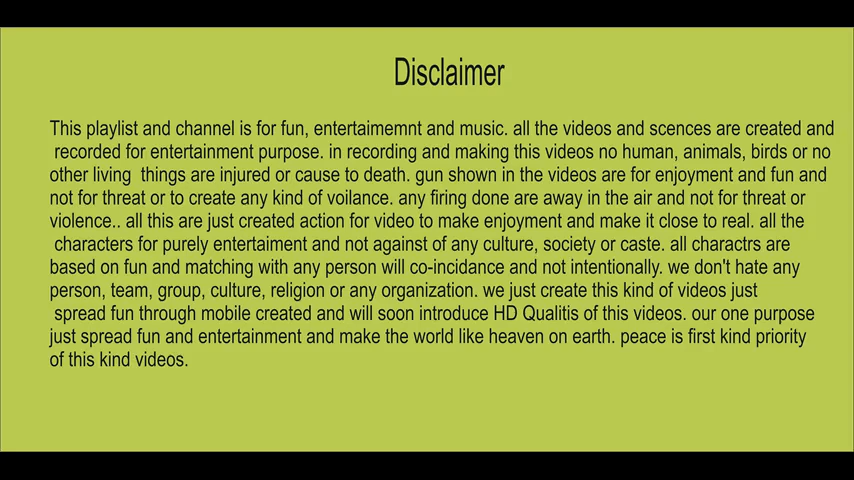 Disclaimer
This playlist and channel is for fun, entertaimemnt and music. all the videos and scences are created and
recorded for entertainment purpose. in recording and making this videos no human, animals, birds or no
other living things are injured or cause to death. gun shown in the videos are for enjoyment and fun and
not for threat or to create any kind of voilance. any firing done are away in the air and not for threat or
violence.. all this are just created action for video to make enjoyment and make it close to real. all the
characters for purely entertaiment and not against of any culture, society or caste. all charactrs are
based on fun and matching with any person will co-incidance and not intentionally. we don't hate any
person, team, group, culture, religion or any organization. we just create this kind of videos just
spread fun through mobile created and will soon introduce HD Qualitis of this videos. our one purpose
just spread fun and entertainment and make the world like heaven on earth. peace is first kind priority
of this kind videos.